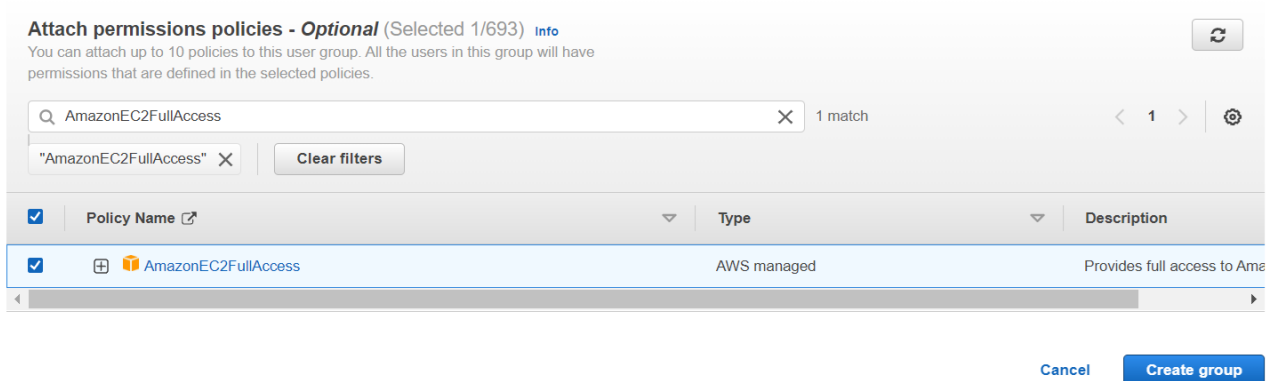 Attach permissions policies - Optional (Selected 1/693) Info
You can attach up to 10 policies to this user group. All the users in this group will have
permissions that are defined in the selected policies.
AmazonEC2FullAccess
1 match
1
"AmazonEC2FullAccess"
Clear filters
Policy Name
Type
Description
AmazonEC2FullAccess
AWS managed
Provides full access to Ama
Cancel
Create group